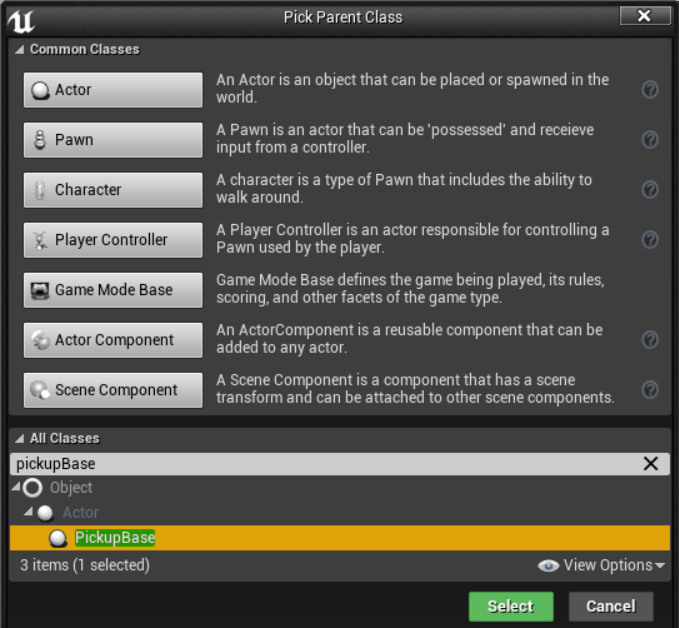 Pick Parent Class
Common Classes
Actor
An Actor is an object that can be placed or spawned in the
world.
Pawn
A Pawn is an actor that can be 'possessed' and receieve
input from a controller.
Character
A character is a type of Pawn that includes the ability to
walk around.
Player Controller
A Player Controller is an actor responsible for controlling a
Pawn used by the player.
Game Mode Base
Game Mode Base defines the game being played, its rules,
scoring, and other facets of the game type.
Actor Component
An ActorComponent is a reusable component that can be
added to any actor.
Scene Component
A Scene Component is a component that has a scene
transform and can be attached to other scene components.
All Classes
pickupBase
Object
Actor
PickupBase
3 items (1 selected)
View Options
Select
Cancel